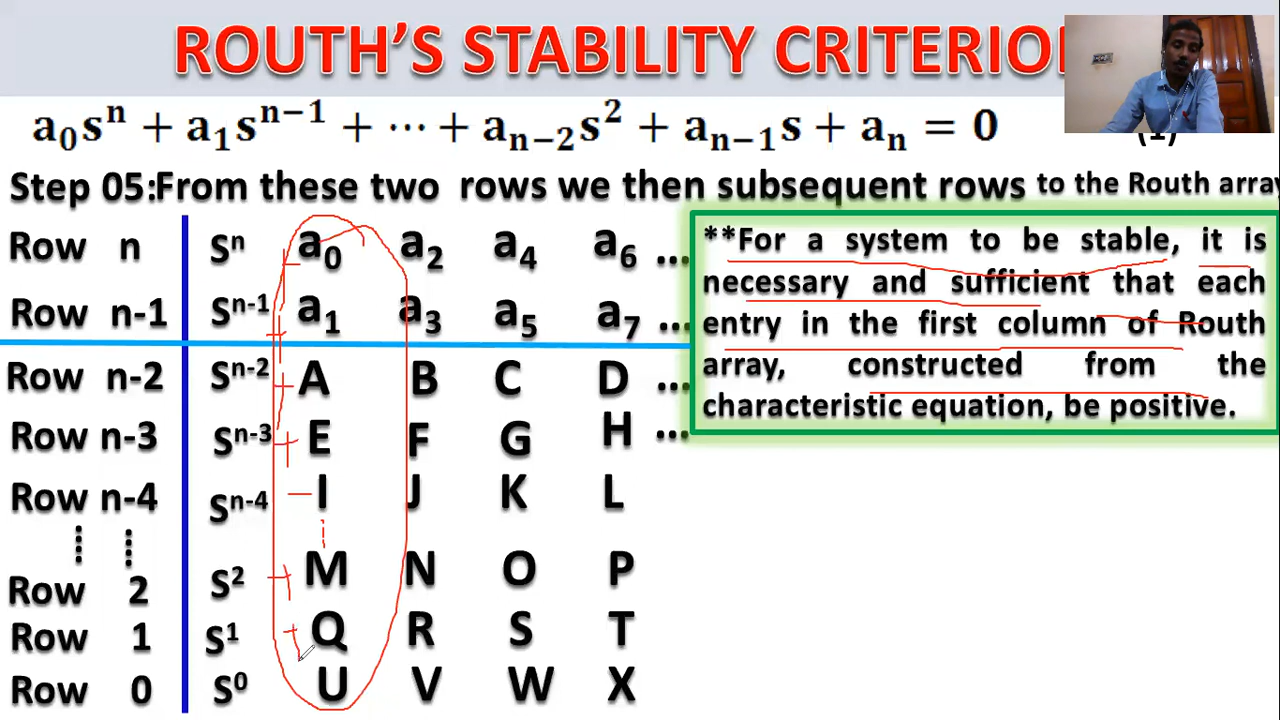 ROUTH'S STABILITY CRITERIO
a₀sⁿ + a₁sⁿ⁻¹ + ⋯ + aₙ₋₂s² + aₙ₋₁s + aₙ = 0 (1)
Step 05:From these two rows we then subsequent rows to the Routh array
Row n Sⁿ a₀ a₂ a₄ a₆ ...
Row n-1 Sⁿ⁻¹ a₁ a₃ a₅ a₇ ...
Row n-2 Sⁿ⁻² A B C D ...
Row n-3 Sⁿ⁻³ E F G H ...
Row n-4 Sⁿ⁻⁴ I J K L
Row 2 S² M N O P
Row 1 S¹ Q R S T
Row 0 S⁰ U V W X
**For a system to be stable, it is
necessary and sufficient that each
entry in the first column of Routh
array, constructed from the
characteristic equation, be positive.